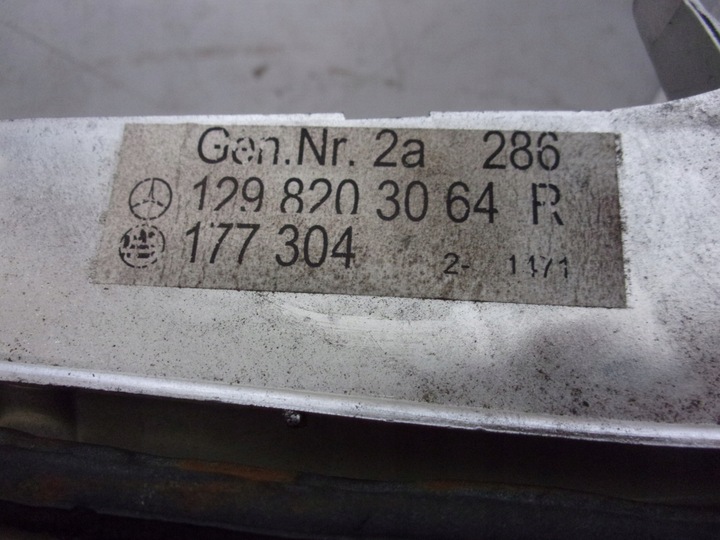 Gen.Nr. 2a 286
129 820 30 64 R
177 304 2- 1171